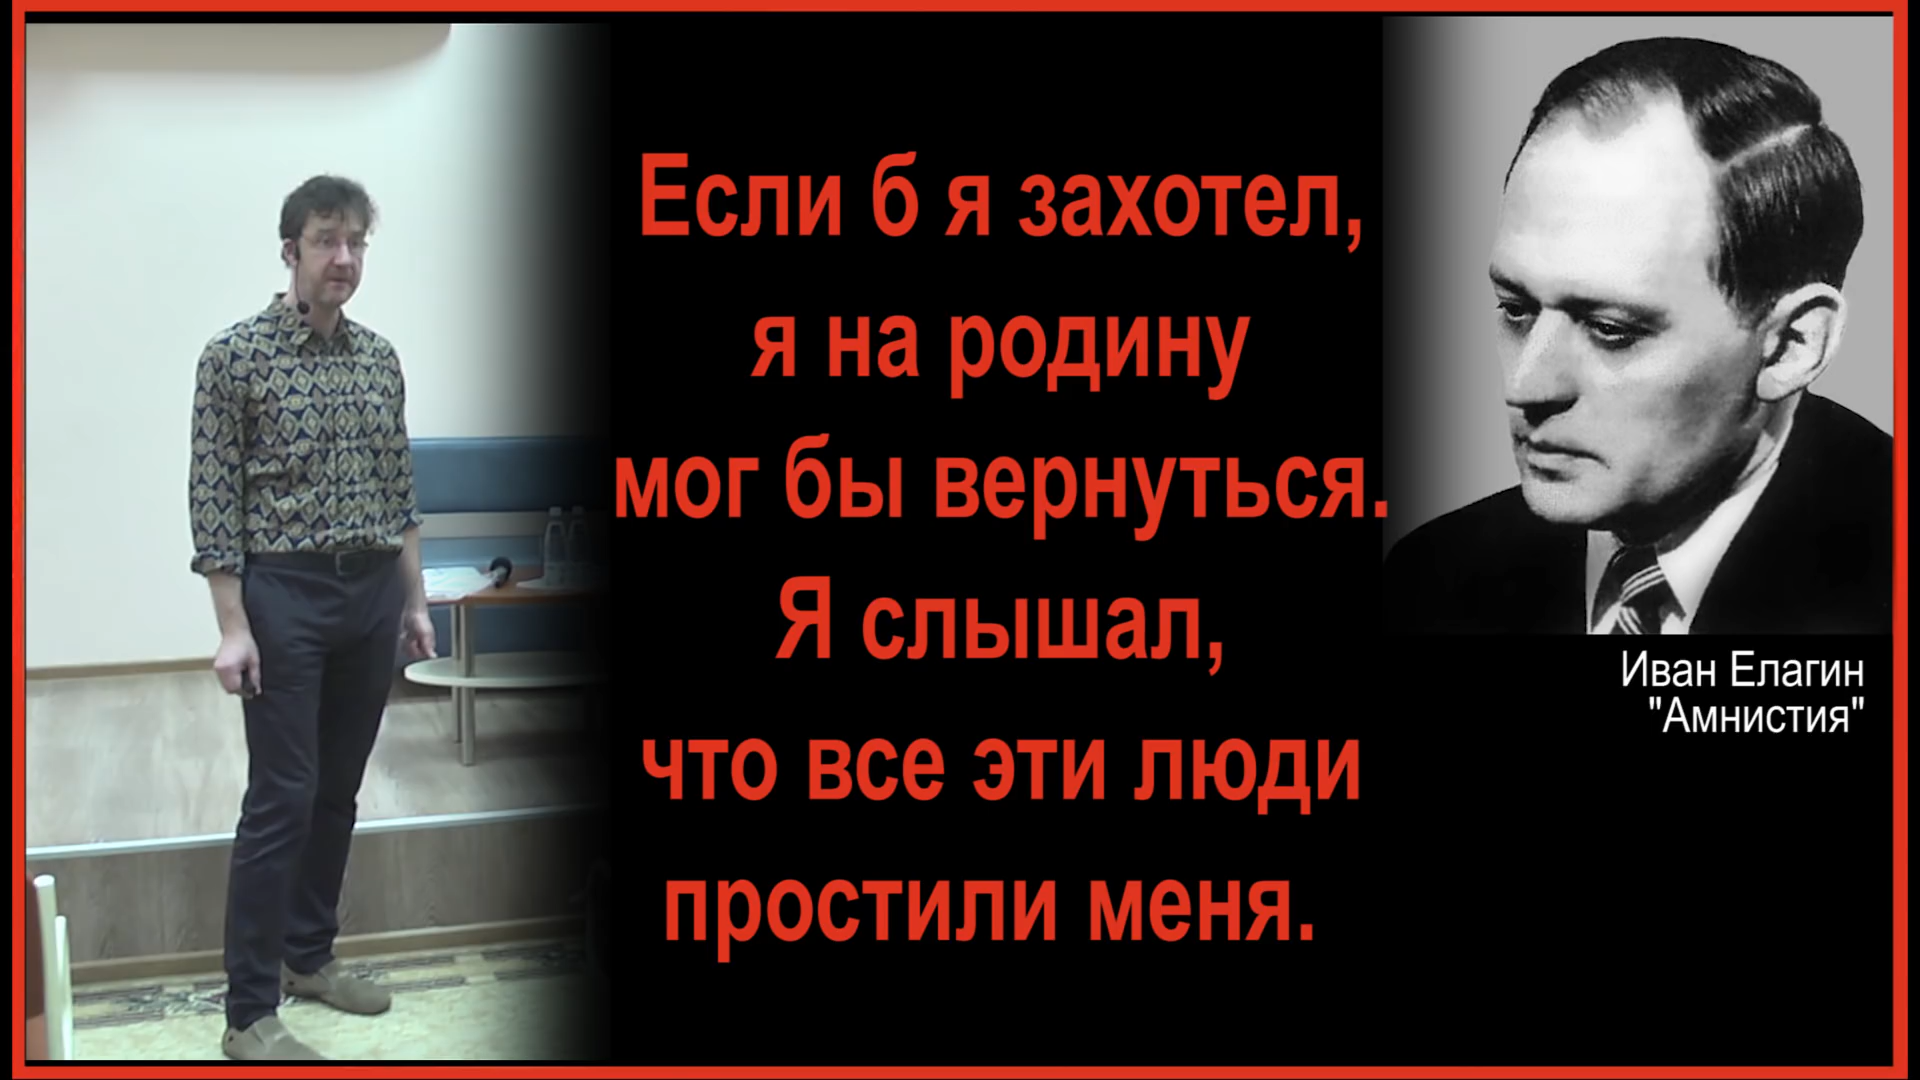 Если б я захотел,
я на родину
мог бы вернуться.
Я слышал,
что все эти люди
простили меня.
Иван Елагин
"Амнистия"